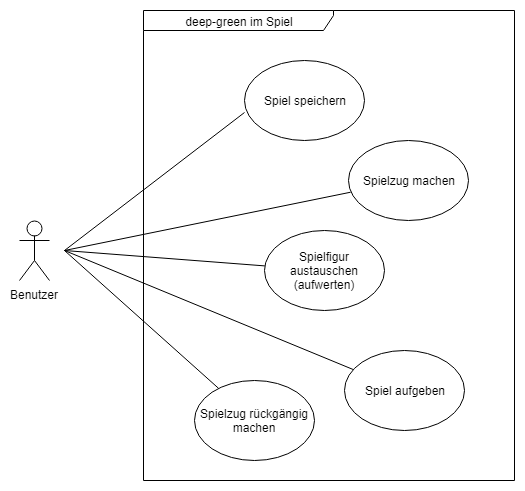 deep-green im Spiel
Spiel speichern
Spielzug machen
Spielfigur
austauschen
(aufwerten)
Benutzer
Spiel aufgeben
Spielzug rückgängig
machen